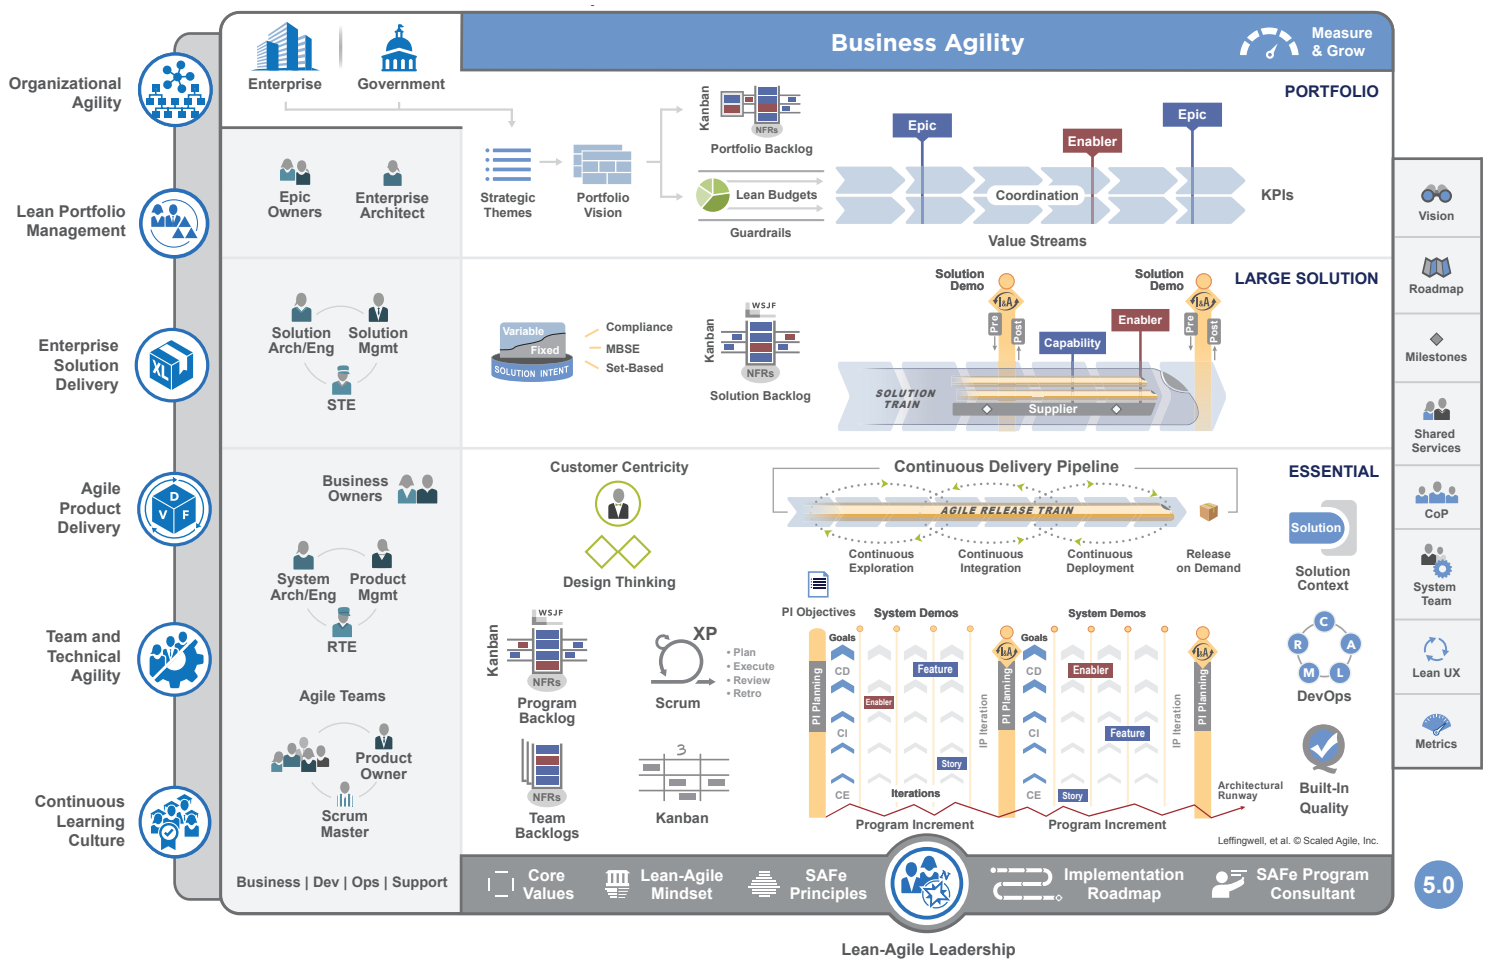 Business Agility
Measure
& Grow
Organizational
Agility
Lean Portfolio
Management
Enterprise
Solution
Delivery
XL
Agile
Product
Delivery
D
V
F
Team and
Technical
Agility
Continuous
Learning
Culture
Enterprise
Government
Epic
Owners
Enterprise
Architect
Solution
Arch/Eng
Solution
Mgmt
STE
Business
Owners
System
Arch/Eng
Product
Mgmt
RTE
Agile Teams
Product
Owner
Scrum
Master
Business | Dev | Ops | Support
PORTFOLIO
Strategic
Themes
Portfolio
Vision
Kanban
NFRs
Portfolio Backlog
Lean Budgets
Guardrails
Epic
Enabler
Epic
Coordination
KPIs
Value Streams
LARGE SOLUTION
Variable
Fixed
SOLUTION INTENT
Compliance
MBSE
Set-Based
WSJF
Kanban
NFRs
Solution Backlog
Solution
Demo
I&A
Pre
Post
Capability
Enabler
Solution
Demo
I&A
Pre
Post
SOLUTION
TRAIN
Supplier
ESSENTIAL
Customer Centricity
Design Thinking
Continuous Delivery Pipeline
AGILE RELEASE TRAIN
Continuous
Exploration
Continuous
Integration
Continuous
Deployment
Release
on Demand
Solution
Solution
Context
WSJF
Kanban
NFRs
Program
Backlog
XP
• Plan
• Execute
• Review
• Retro
Scrum
NFRs
Team
Backlogs
3
Kanban
PI Objectives
System Demos
System Demos
Goals
CD
CI
CE
PI Planning
Feature
Enabler
Story
Iterations
IP Iteration
I&A
PI Planning
Goals
CD
CI
CE
Enabler
Feature
Story
IP Iteration
I&A
PI Planning
Program Increment
Program Increment
Architectural
Runway
C
R
A
M
L
DevOps
Built-In
Quality
Leffingwell, et al. © Scaled Agile, Inc.
Vision
Roadmap
Milestones
Shared
Services
CoP
System
Team
Lean UX
Metrics
5.0
Core
Values
Lean-Agile
Mindset
SAFe
Principles
N
Implementation
Roadmap
SAFe Program
Consultant
Lean-Agile Leadership